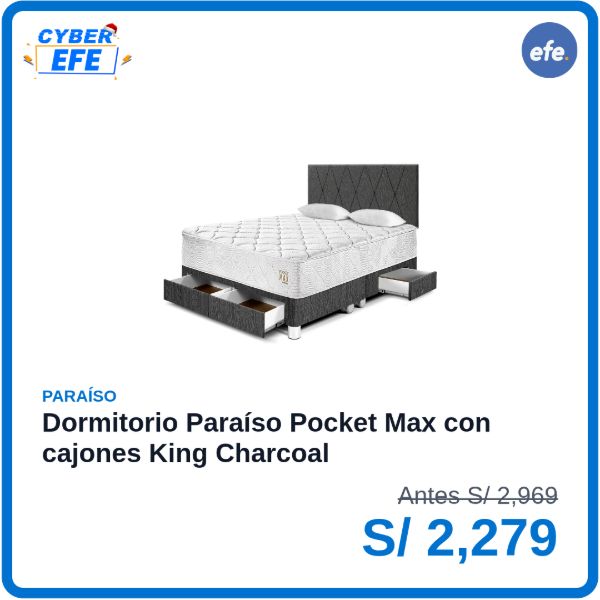 CYBER
EFE
efe.
PARAÍSO
Dormitorio Paraíso Pocket Max con
cajones King Charcoal
Antes S/ 2,969
S/ 2,279